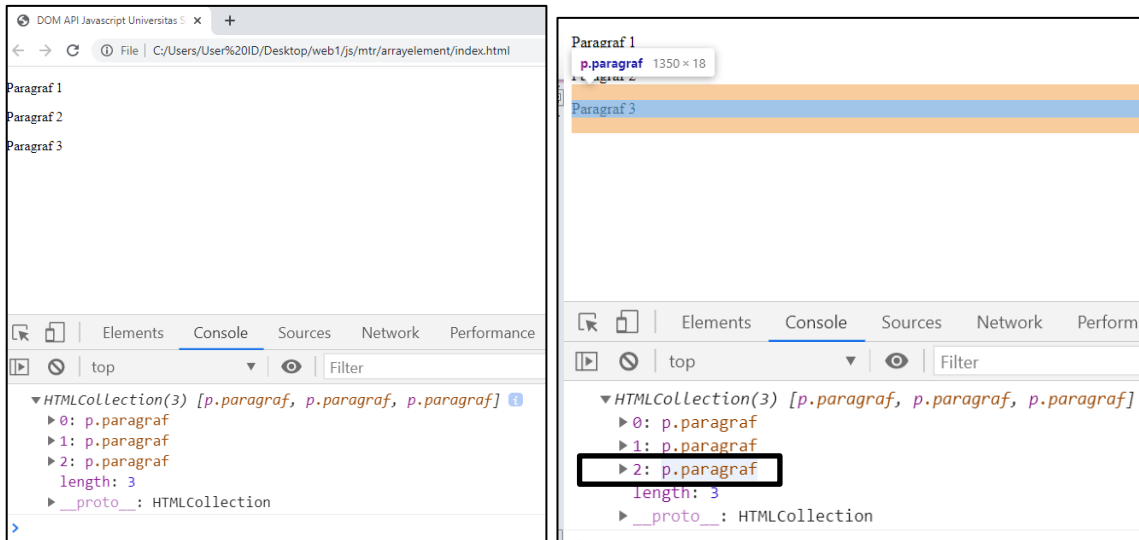 DOM API Javascript Universitas S
File | C:/Users/User%20ID/Desktop/web1/js/mtr/arrayelement/index.html
Paragraf 1
Paragraf 2
Paragraf 3
Elements Console Sources Network Performance
top Filter
HTMLCollection(3) [p.paragraf, p.paragraf, p.paragraf]
0: p.paragraf
1: p.paragraf
2: p.paragraf
length: 3
__proto__: HTMLCollection
Paragraf 1
p.paragraf 1350 × 18
Paragraf 2
Paragraf 3
Elements Console Sources Network Perform
top Filter
HTMLCollection(3) [p.paragraf, p.paragraf, p.paragraf]
0: p.paragraf
1: p.paragraf
2: p.paragraf
length: 3
__proto__: HTMLCollection